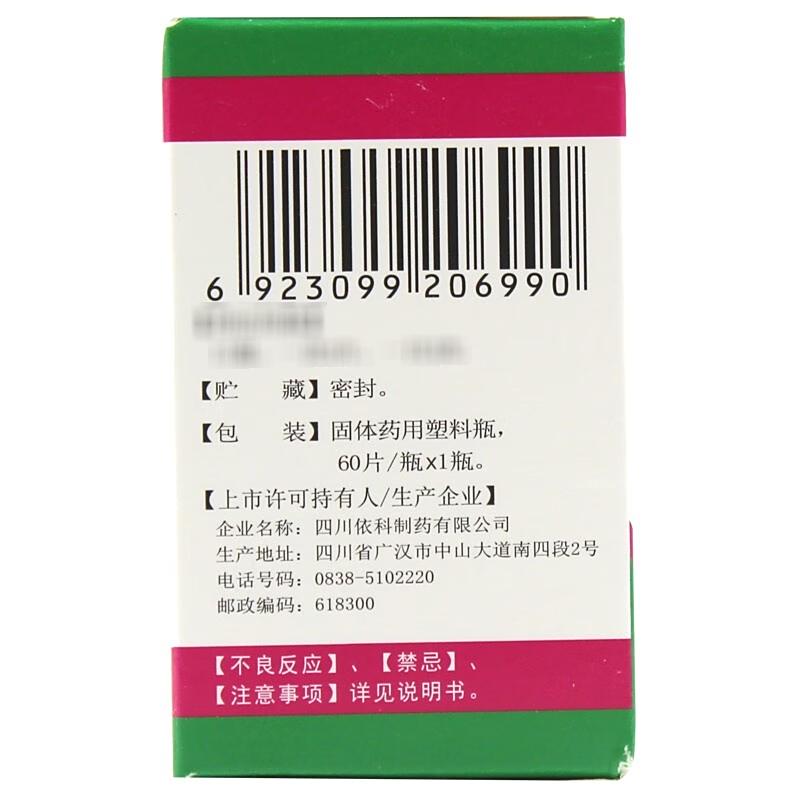 6 923099 206990
【贮 藏】密封。
【包 装】固体药用塑料瓶，
60片/瓶x1瓶。
【上市许可持有人/生产企业】
企业名称：四川依科制药有限公司
生产地址：四川省广汉市中山大道南四段2号
电话号码：0838-5102220
邮政编码：618300
【不良反应】、【禁忌】、
【注意事项】详见说明书。